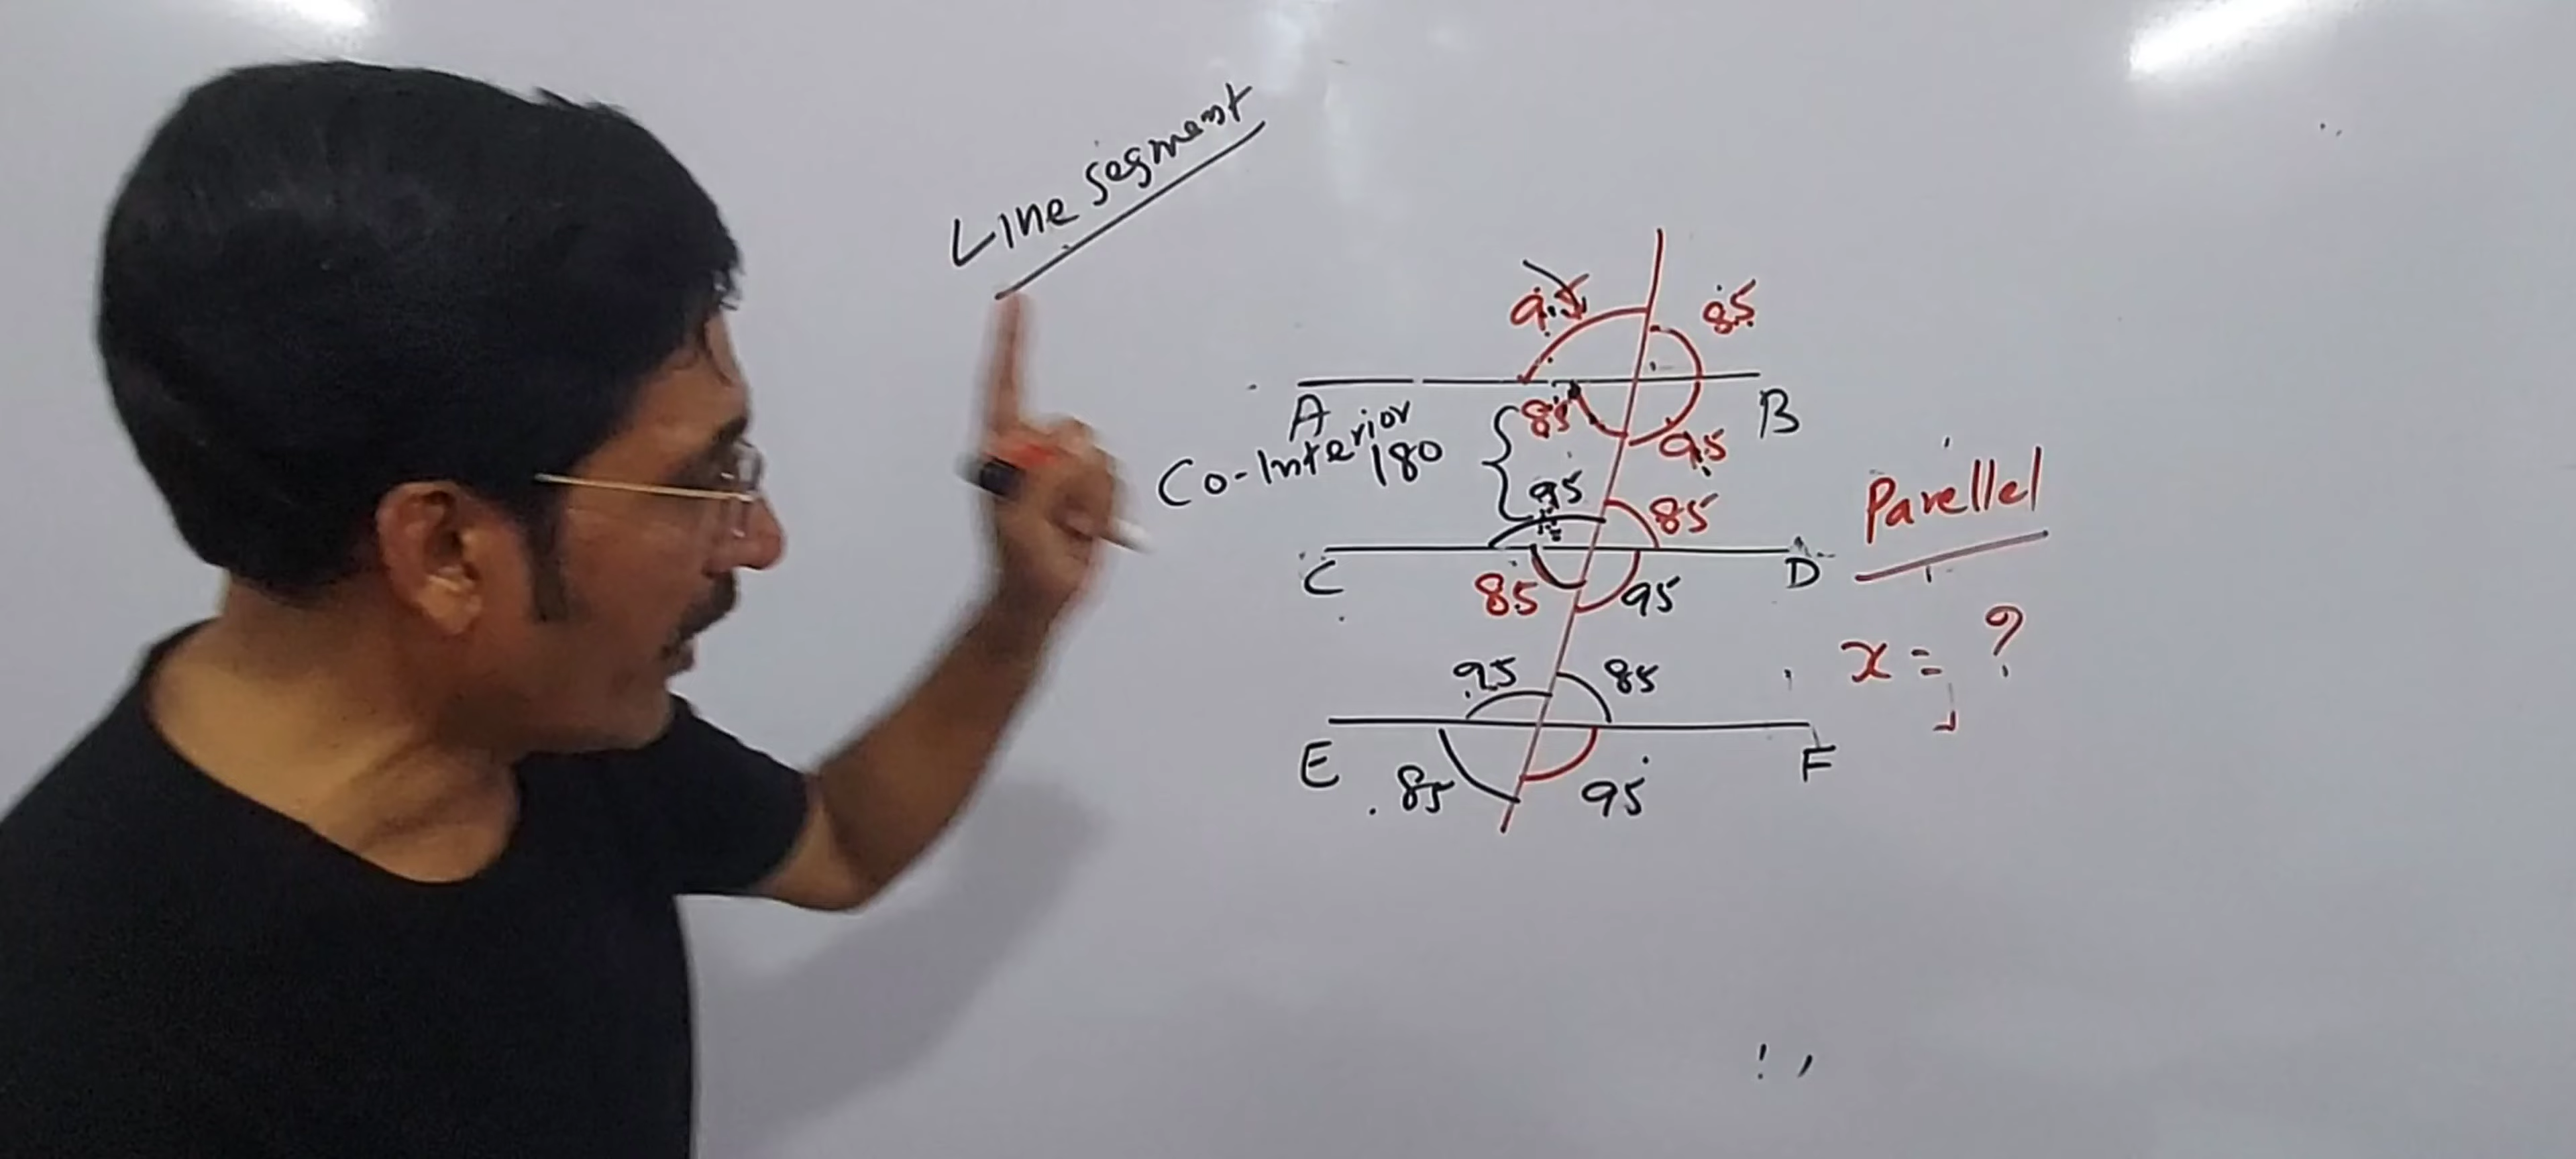 Line segment
95 85
A B
85 95
Co-Interior
180
95 85
C D
85 95
Parellel
x = ?
95 85
E F
85 95